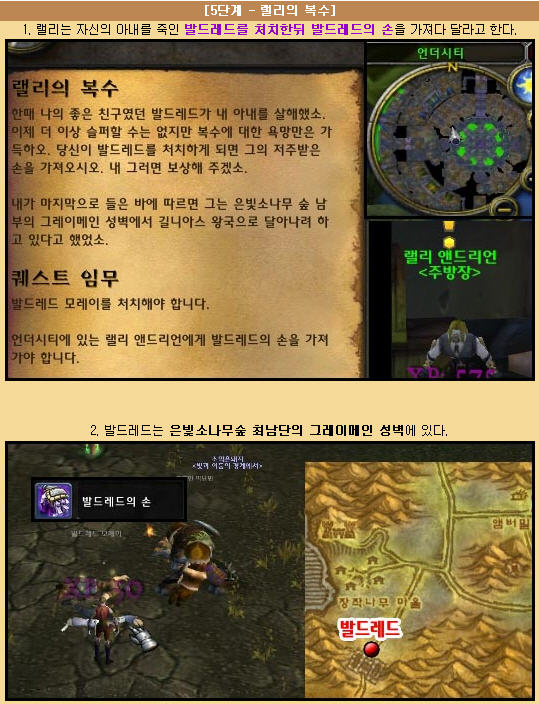 [5단계 - 랠리의 복수]
1. 랠리는 자신의 아내를 죽인 발드레드를 처치한뒤 발드레드의 손을 가져다 달라고 한다.
랠리의 복수
한때 나의 좋은 친구였던 발드레드가 내 아내를 살해했소.
이제 더 이상 슬퍼할 수는 없지만 복수에 대한 욕망만은 가
득하오. 당신이 발드레드를 처치하게 되면 그의 저주받은
손을 가져오시오. 내 그러면 보상해 주겠소.
내가 마지막으로 들은 바에 따르면 그는 은빛소나무 숲 남
부의 그레이메인 성벽에서 길니아스 왕국으로 달아나려 하
고 있다고 했었소.
퀘스트 임무
발드레드 모레이를 처치해야 합니다.
언더시티에 있는 랠리 앤드리언에게 발드레드의 손을 가져
가야 합니다.
언더시티
N
랠리 앤드리언
<주방장>
2. 발드레드는 은빛소나무숲 최남단의 그레이메인 성벽에 있다.
<빛과 어둠의 경계에서>
발드레드의 손
발드레드 모레이
앰버밀
장작나무 마을
발드레드